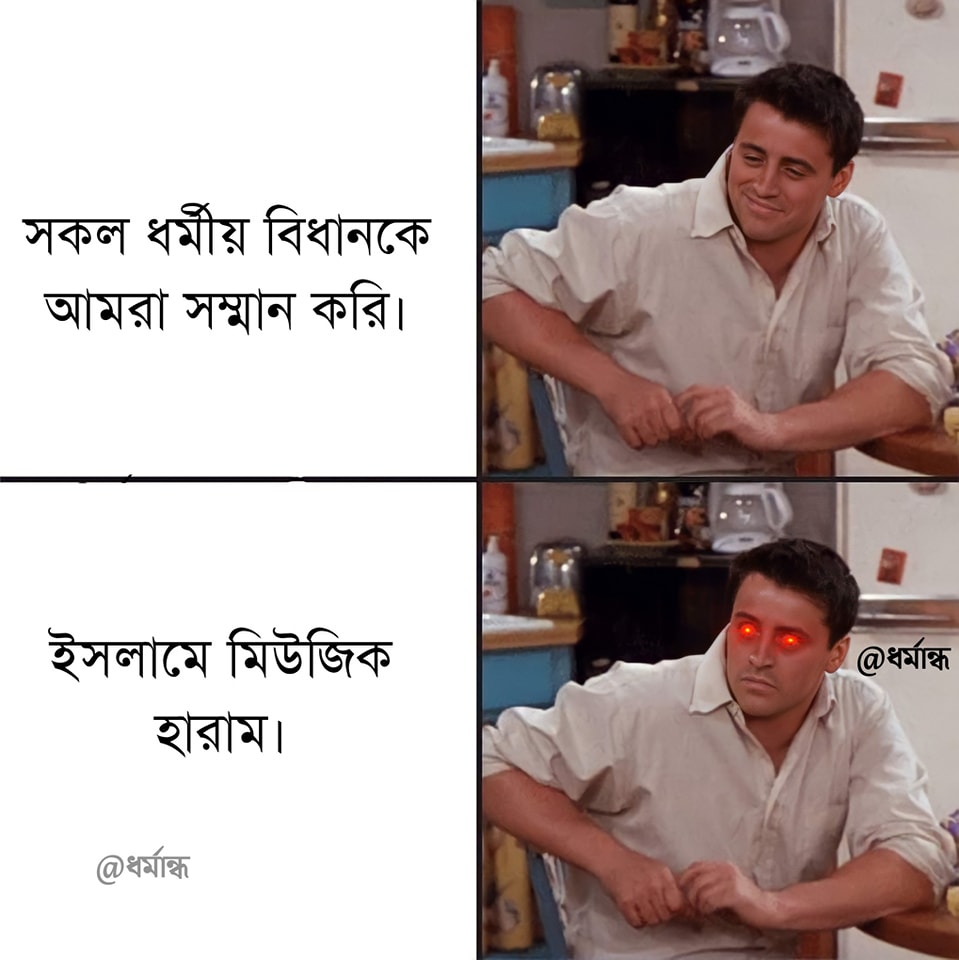 সকল ধর্মীয় বিধানকে
আমরা সম্মান করি।
ইসলামে মিউজিক
হারাম।
@ধর্মান্ধ
@ধর্মান্ধ